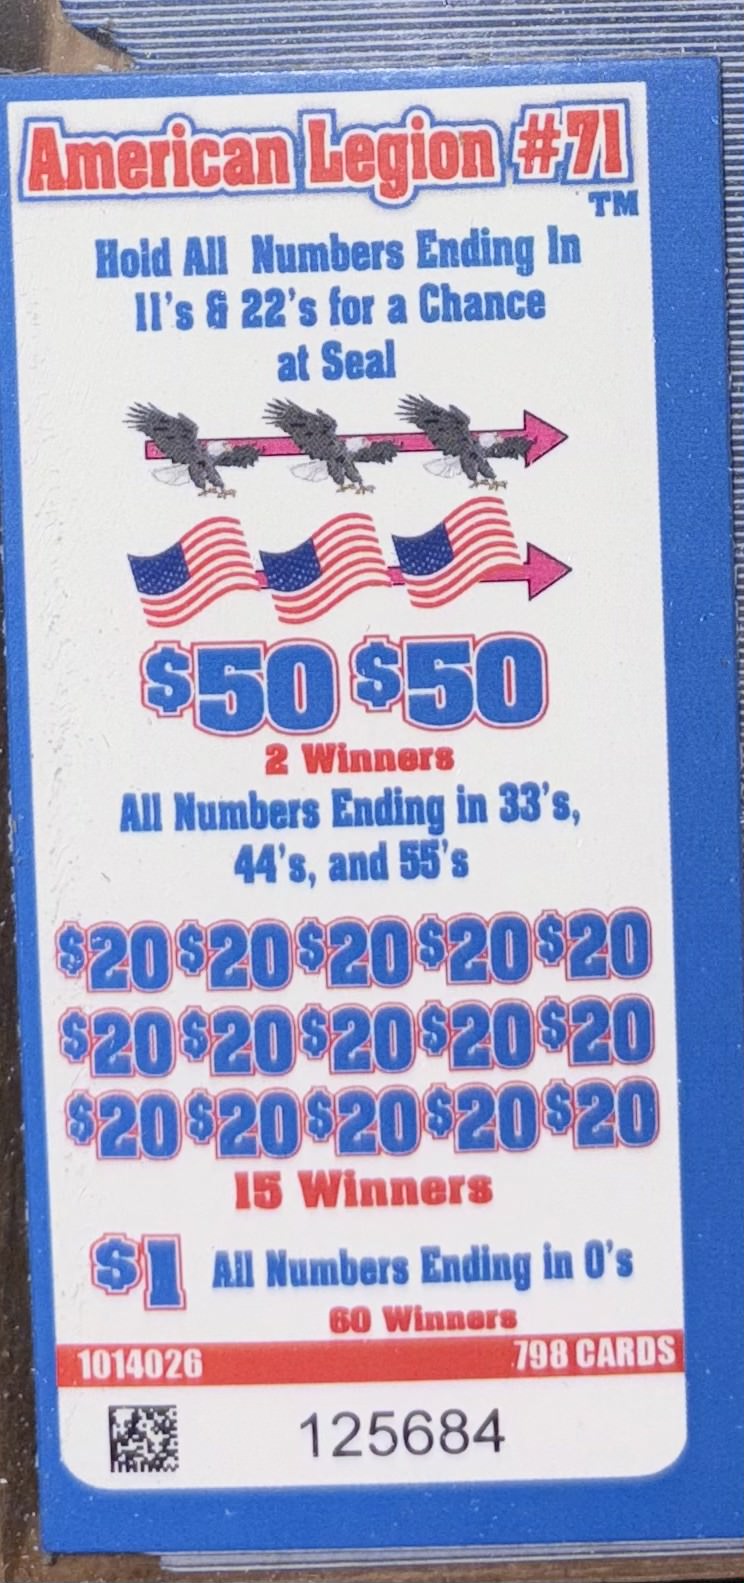 American Legion #71
TM
Hold All Numbers Ending In
11's & 22's for a Chance
at Seal
$50 $50
2 Winners
All Numbers Ending in 33's,
44's, and 55's
$20 $20 $20 $20 $20
$20 $20 $20 $20 $20
$20 $20 $20 $20 $20
15 Winners
$1 All Numbers Ending in 0's
60 Winners
1014026 798 CARDS
125684